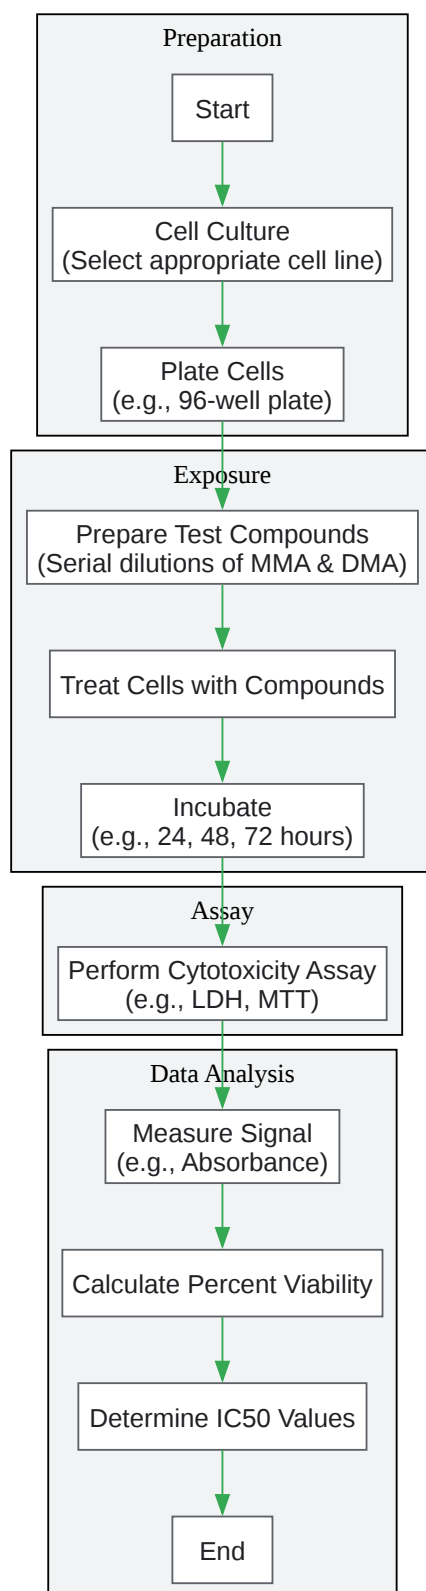 Preparation
Start
Cell Culture
(Select appropriate cell line)
Plate Cells
(e.g., 96-well plate)
Exposure
Prepare Test Compounds
(Serial dilutions of MMA & DMA)
Treat Cells with Compounds
Incubate
(e.g., 24, 48, 72 hours)
Assay
Perform Cytotoxicity Assay
(e.g., LDH, MTT)
Data Analysis
Measure Signal
(e.g., Absorbance)
Calculate Percent Viability
Determine IC50 Values
End